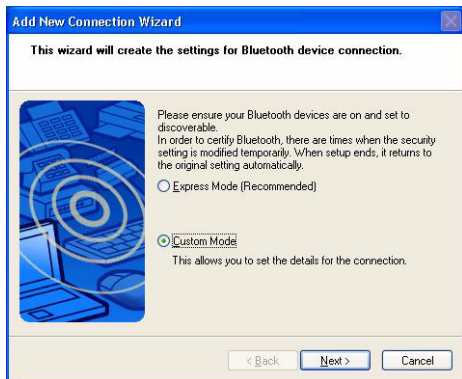 Add New Connection Wizard
This wizard will create the settings for Bluetooth device connection.
Please ensure your Bluetooth devices are on and set to
discoverable.
In order to certify Bluetooth, there are times when the security
setting is modified temporarily. When setup ends, it returns to
the original setting automatically.
Express Mode (Recommended)
Custom Mode
This allows you to set the details for the connection.
< Back Next > Cancel